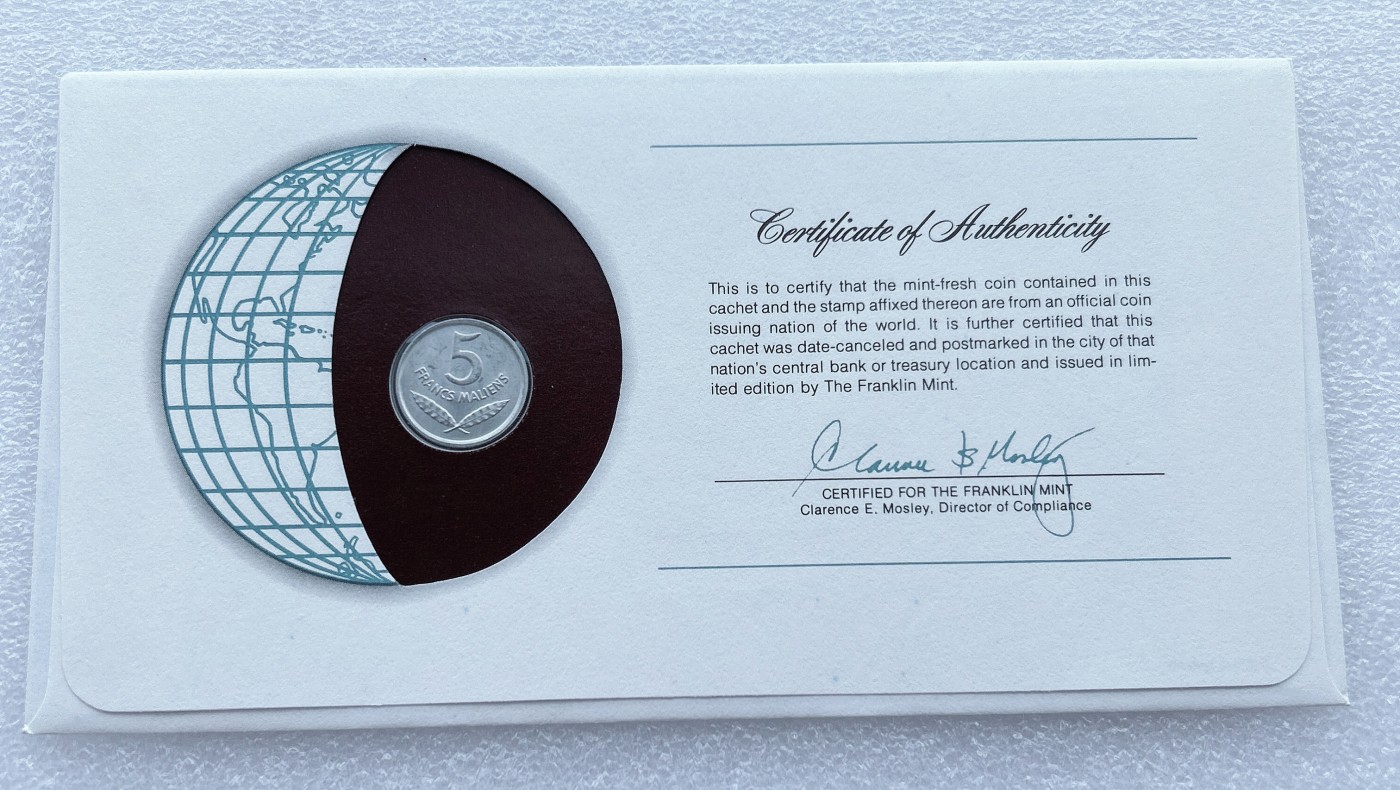 5
FRANCS MALIENS
Certificate of Authenticity
This is to certify that the mint-fresh coin contained in this
cachet and the stamp affixed thereon are from an official coin
issuing nation of the world. It is further certified that this
cachet was date-canceled and postmarked in the city of that
nation's central bank or treasury location and issued in lim-
ited edition by The Franklin Mint.
CERTIFIED FOR THE FRANKLIN MINT
Clarence E. Mosley, Director of Compliance